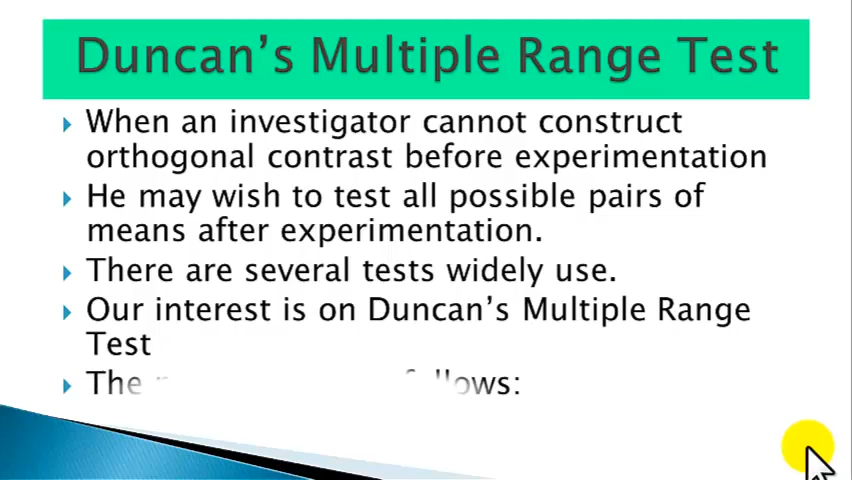 Duncan's Multiple Range Test
When an investigator cannot construct
orthogonal contrast before experimentation
He may wish to test all possible pairs of
means after experimentation.
There are several tests widely use.
Our interest is on Duncan's Multiple Range
Test
The follows: